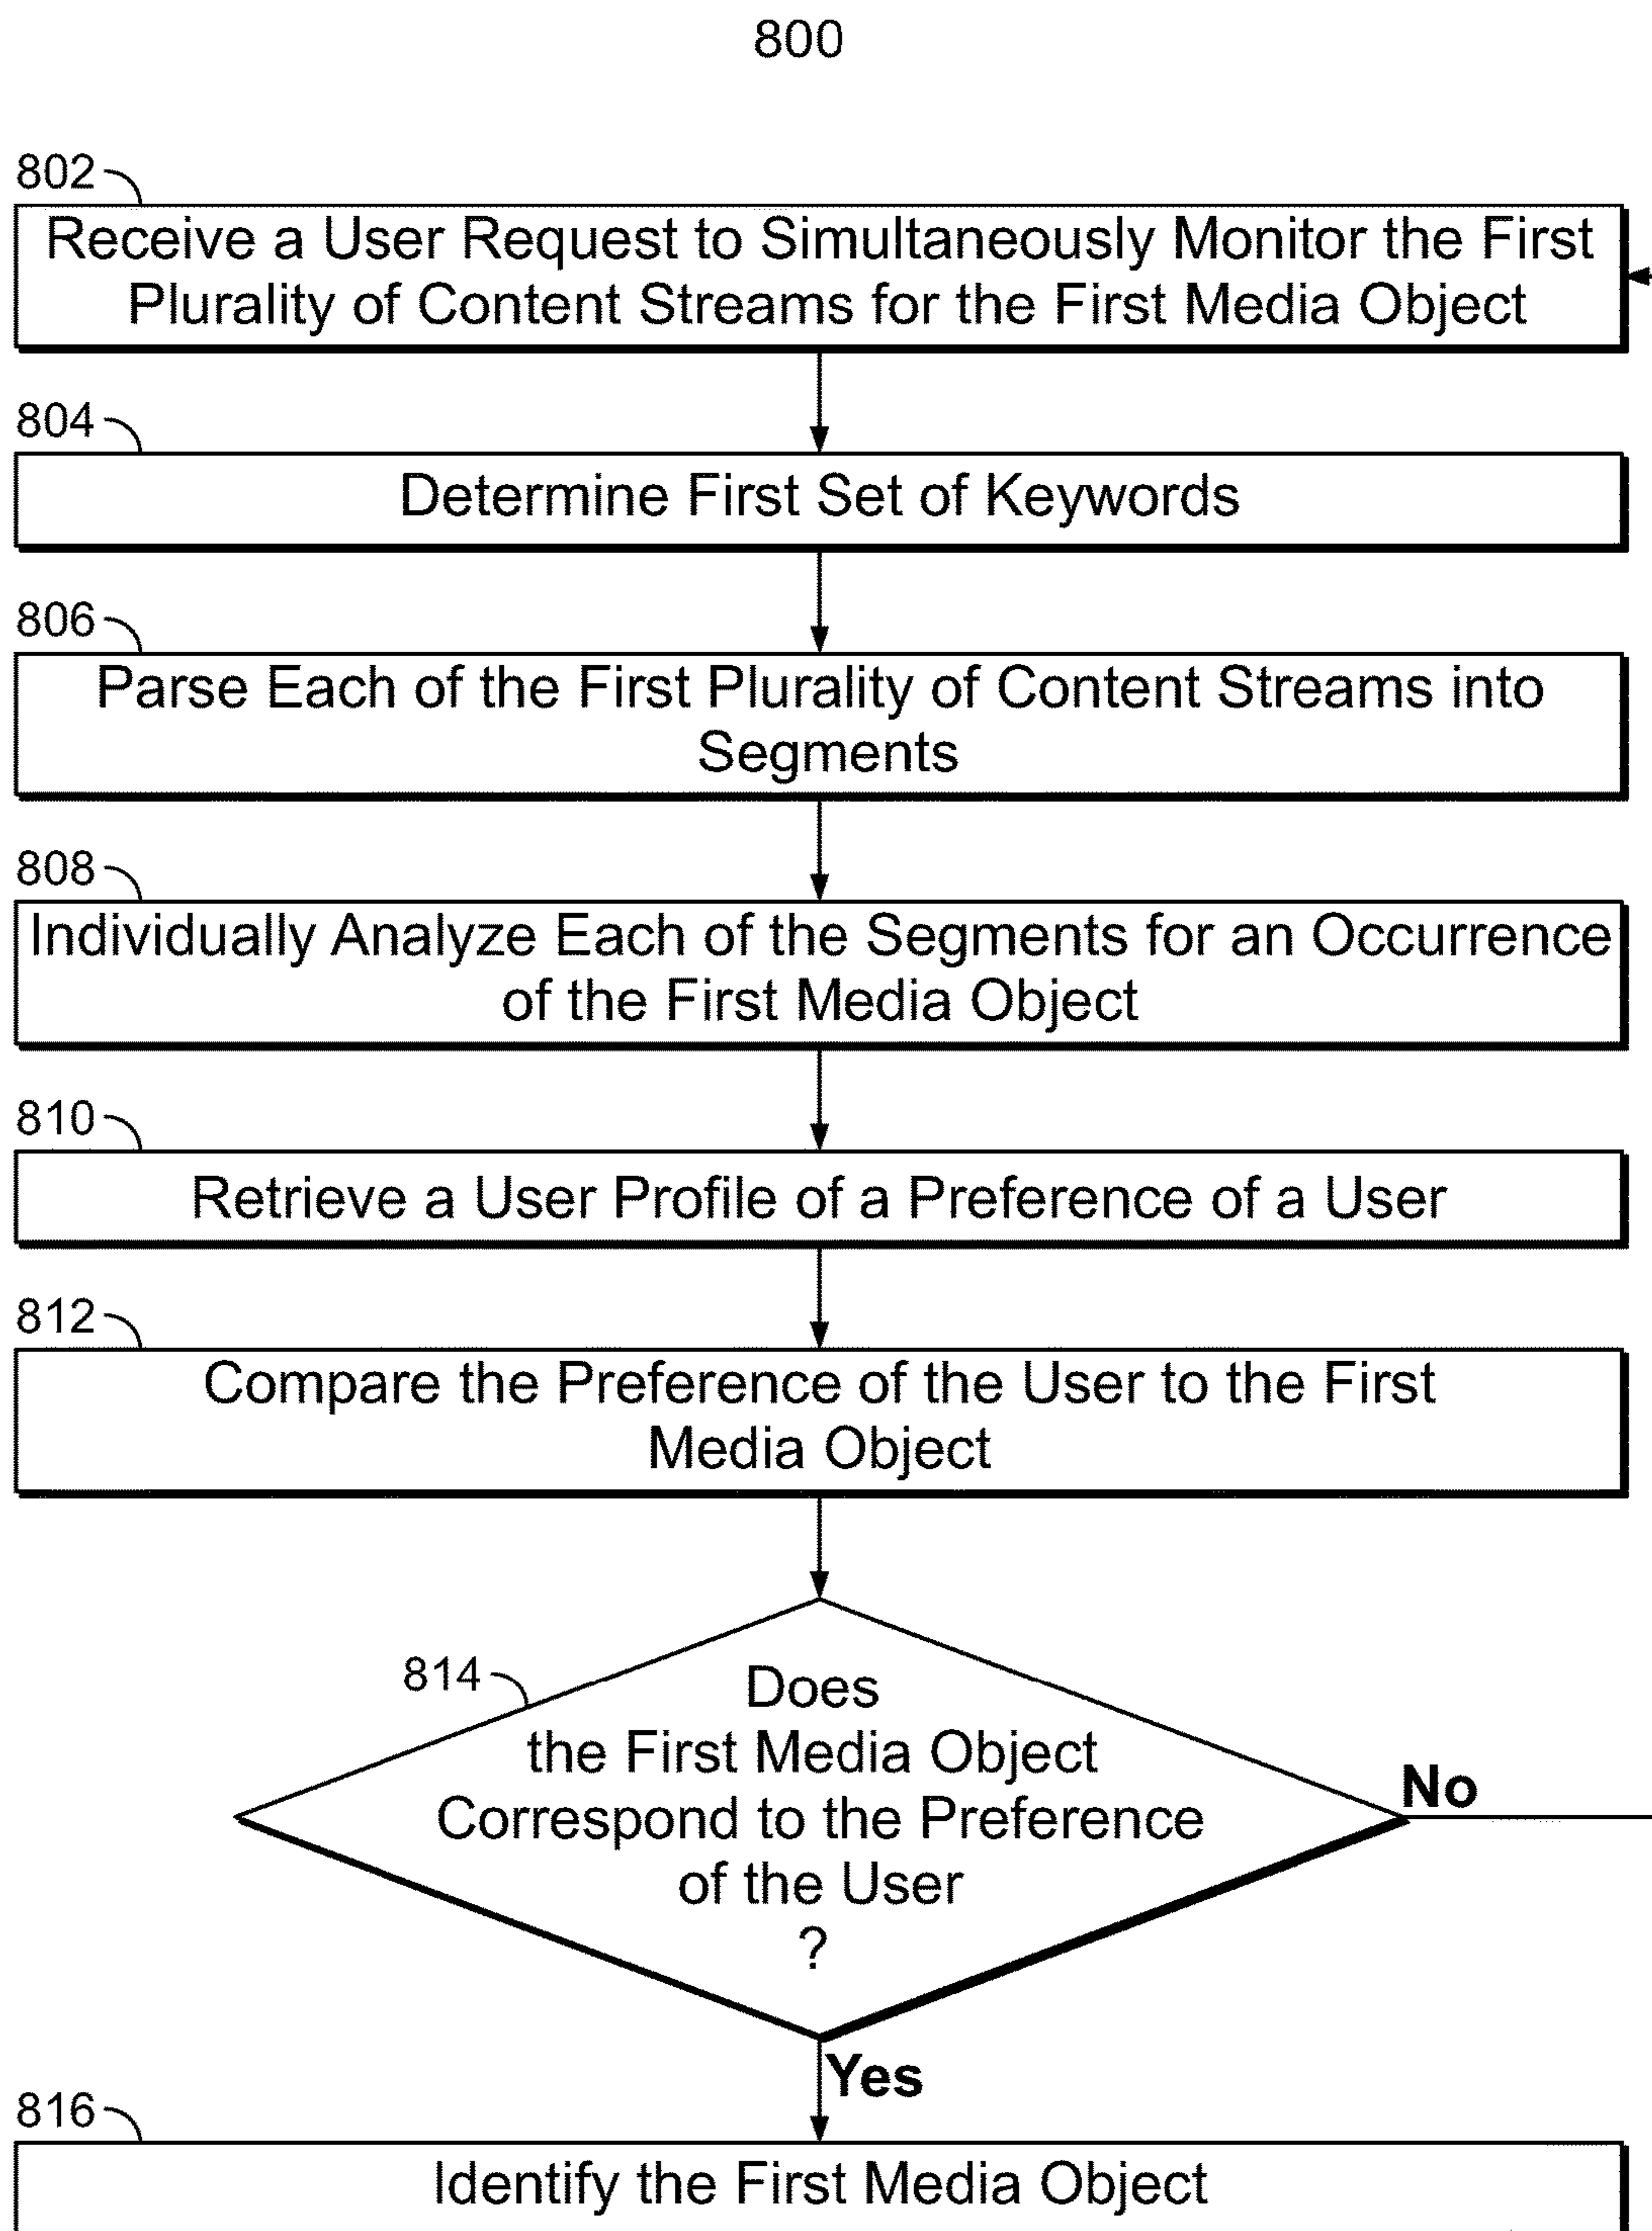 800
802
Receive a User Request to Simultaneously Monitor the First
Plurality of Content Streams for the First Media Object
804
Determine First Set of Keywords
806
Parse Each of the First Plurality of Content Streams into
Segments
808
Individually Analyze Each of the Segments for an Occurrence
of the First Media Object
810
Retrieve a User Profile of a Preference of a User
812
Compare the Preference of the User to the First
Media Object
814
Does
the First Media Object
Correspond to the Preference
of the User
?
No
Yes
816
Identify the First Media Object